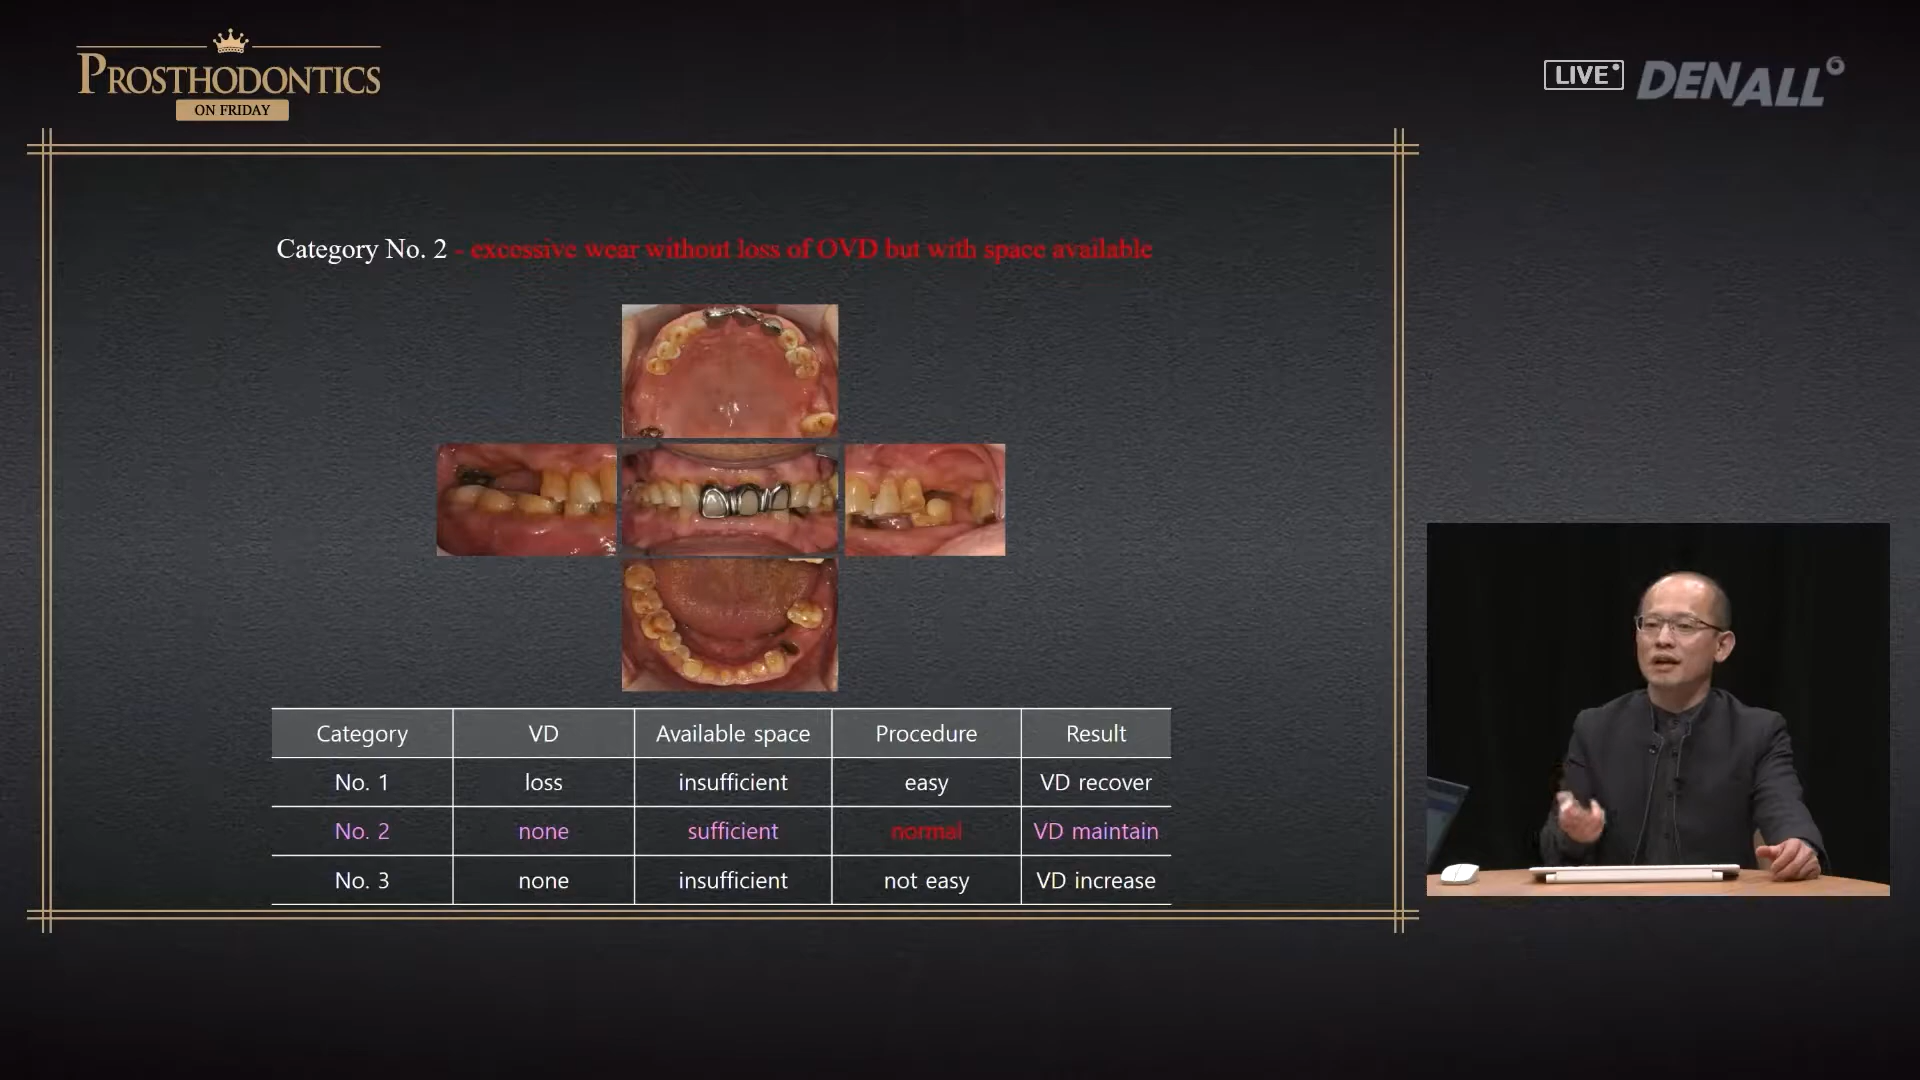 PROSTHODONTICS
ON FRIDAY
LIVE
DENALL
Category No. 2 - excessive wear without loss of OVD but with space available
Category VD Available space Procedure Result
No. 1 loss insufficient easy VD recover
No. 2 none sufficient normal VD maintain
No. 3 none insufficient not easy VD increase